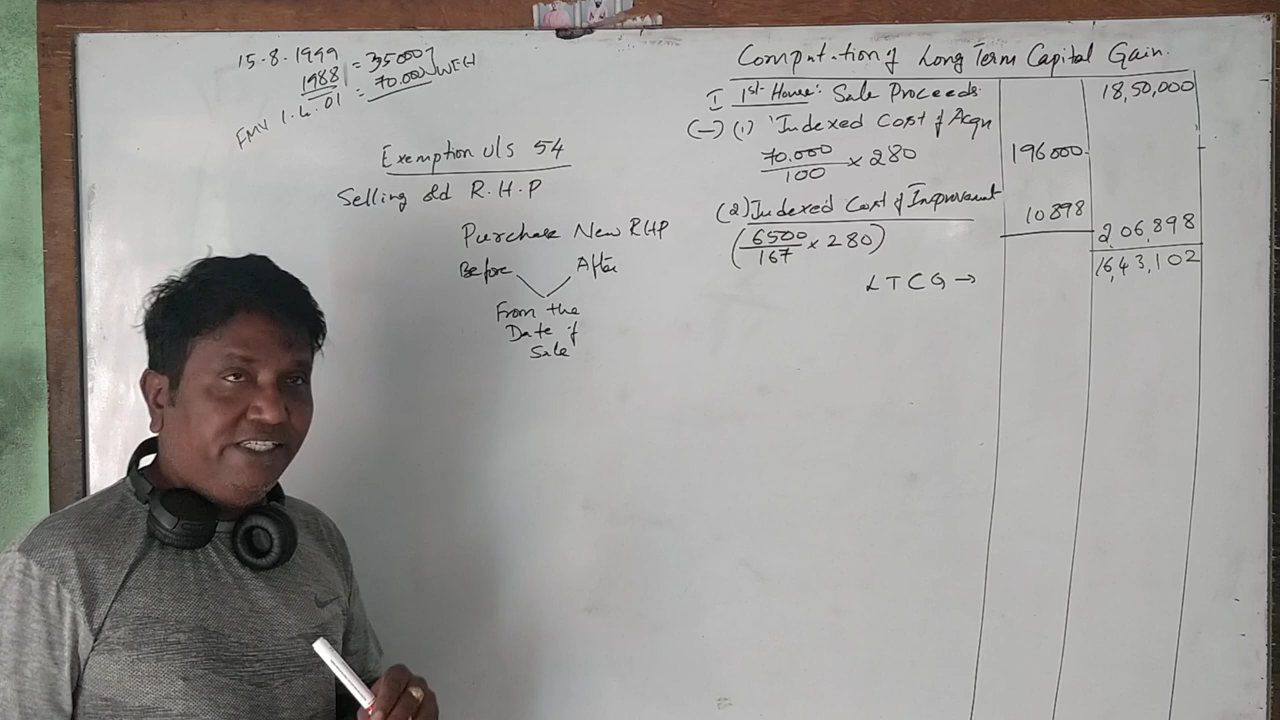 15.8.1999 = 35000
1988 = 70.000 WEH
FMV 1.4.01
Exemption U/S 54
Selling old R.H.P
Purchase New RHP
Before After
From the
Date of
Sale
Computation of Long Term Capital Gain.
I 1st House: Sale Proceeds 18,50,000
(-) (1) Indexed Cost of Acqn
70.000/100 × 280 196000
(2) Indexed Cost of Improvement
(6500/167 × 280) 10898 2,06,898
LTCG → 16,43,102